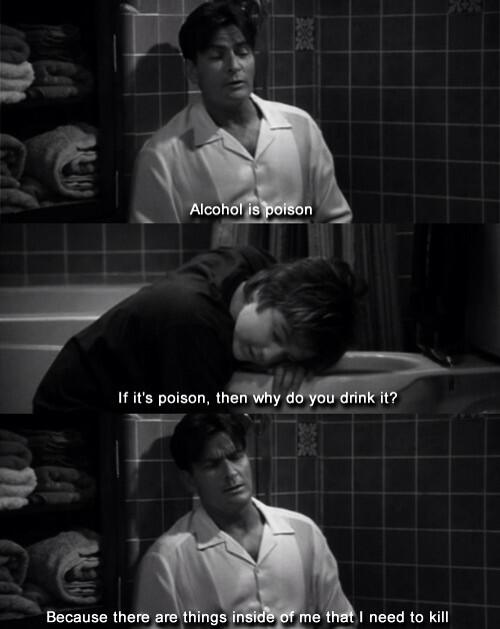 Alcohol is poison
If it's poison, then why do you drink it?
Because there are things inside of me that I need to kill